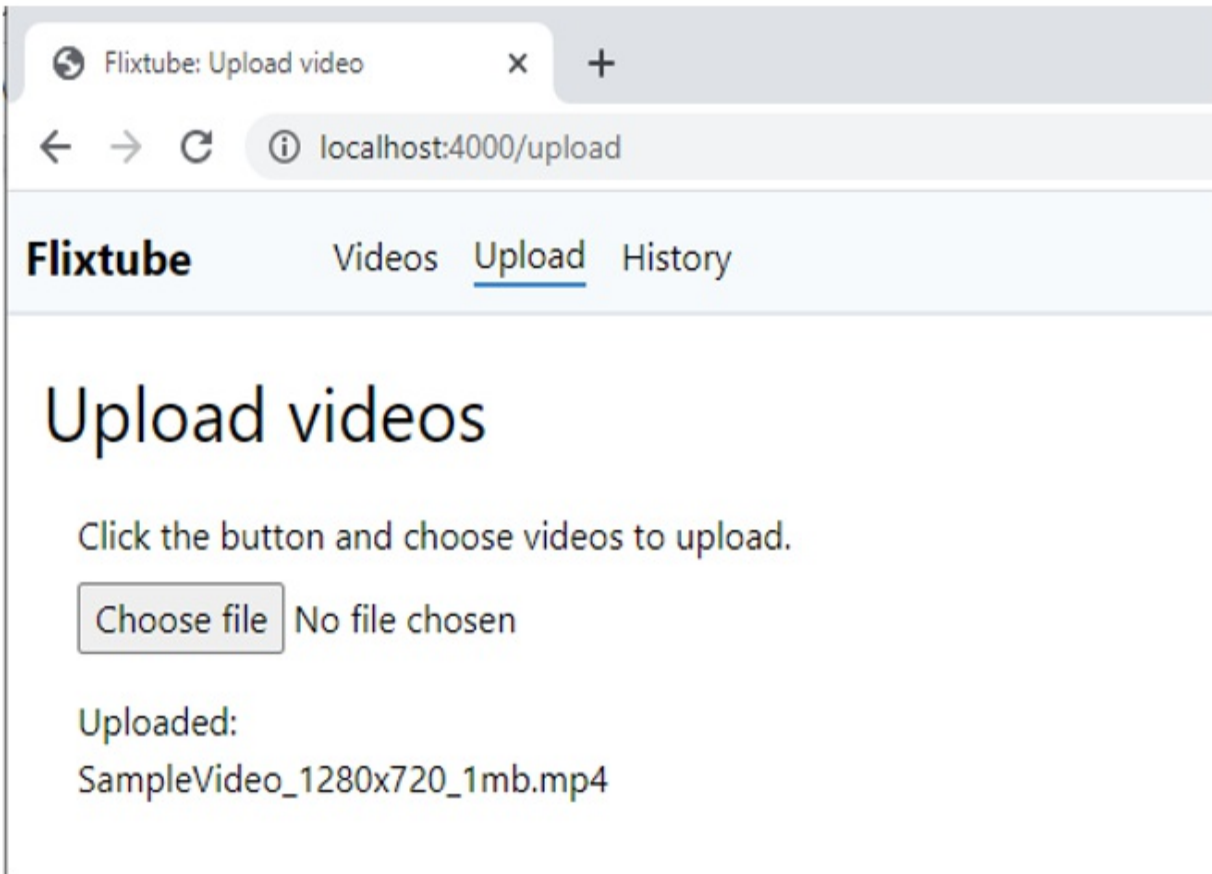 Flixtube: Upload video
localhost:4000/upload
Flixtube Videos Upload History
Upload videos
Click the button and choose videos to upload.
Choose file No file chosen
Uploaded:
SampleVideo_1280x720_1mb.mp4